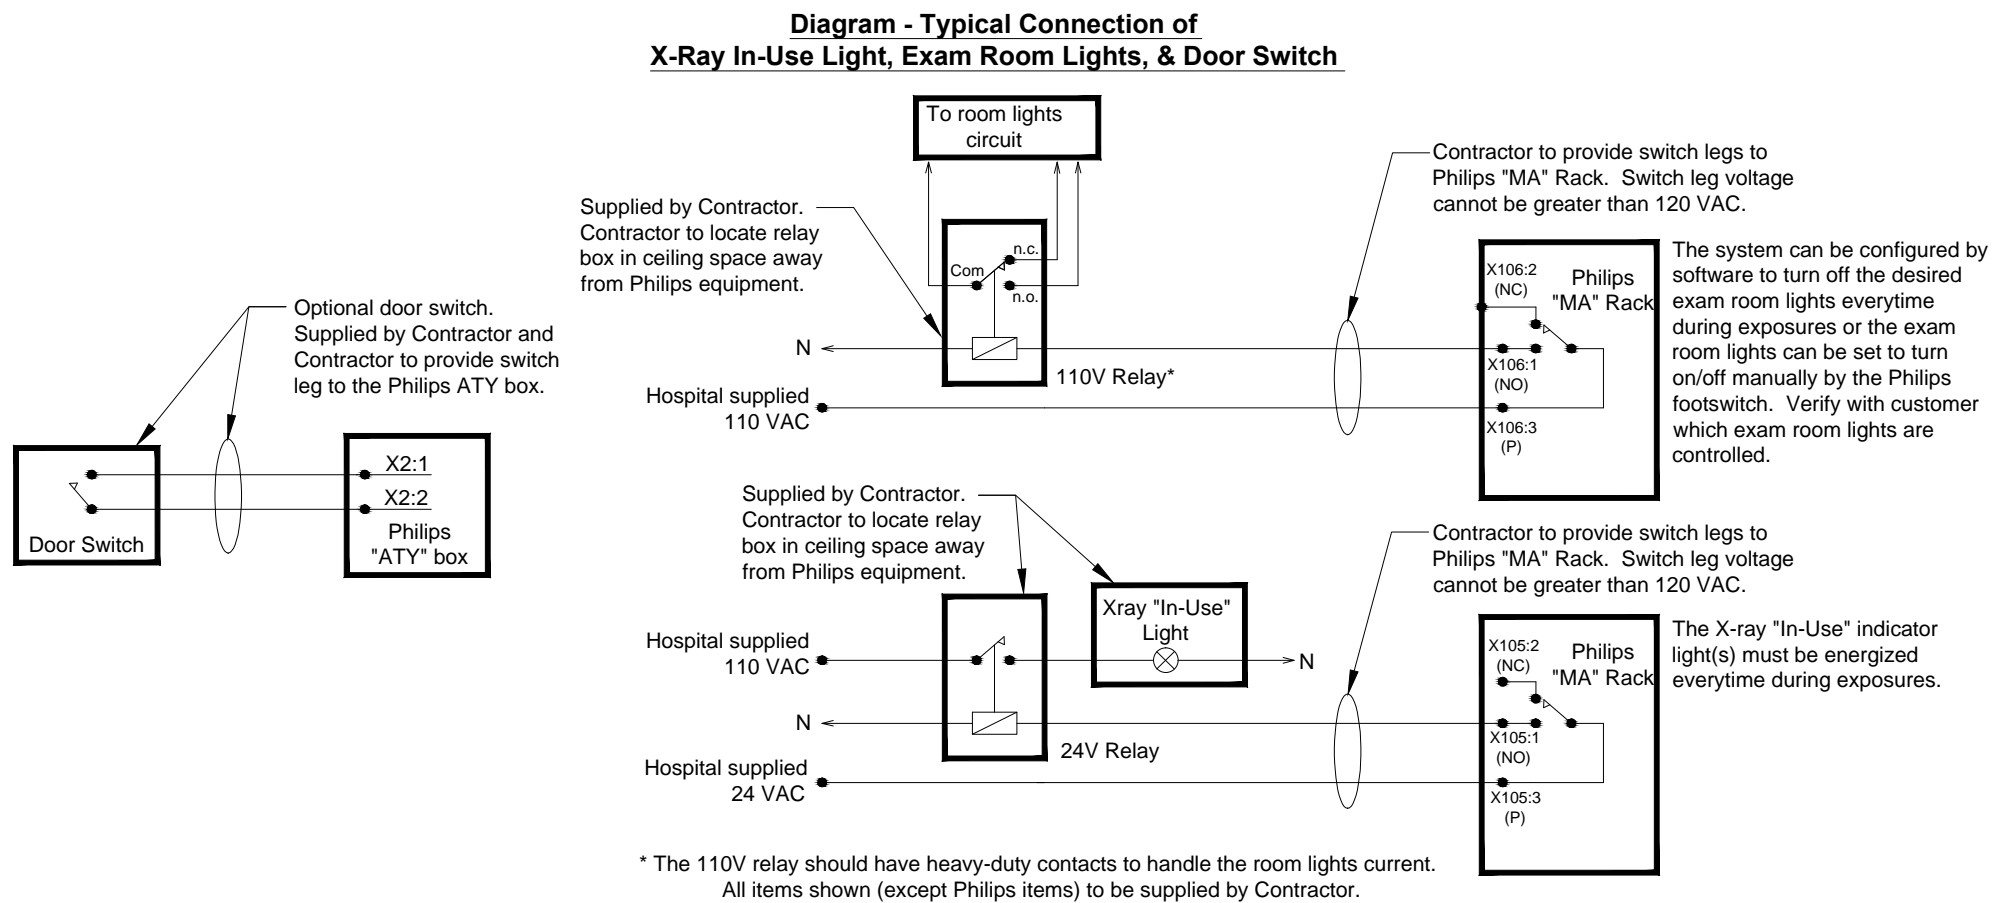 Diagram - Typical Connection of
X-Ray In-Use Light, Exam Room Lights, & Door Switch
To room lights
circuit
Supplied by Contractor.
Contractor to locate relay
box in ceiling space away
from Philips equipment.
n.c.
Com
n.o.
N
110V Relay*
Hospital supplied
110 VAC
Contractor to provide switch legs to
Philips "MA" Rack. Switch leg voltage
cannot be greater than 120 VAC.
X106:2
(NC)
Philips
"MA" Rack
X106:1
(NO)
X106:3
(P)
The system can be configured by
software to turn off the desired
exam room lights everytime
during exposures or the exam
room lights can be set to turn
on/off manually by the Philips
footswitch. Verify with customer
which exam room lights are
controlled.
Optional door switch.
Supplied by Contractor and
Contractor to provide switch
leg to the Philips ATY box.
Door Switch
X2:1
X2:2
Philips
"ATY" box
Supplied by Contractor.
Contractor to locate relay
box in ceiling space away
from Philips equipment.
Xray "In-Use"
Light
Hospital supplied
110 VAC
N
N
24V Relay
Hospital supplied
24 VAC
Contractor to provide switch legs to
Philips "MA" Rack. Switch leg voltage
cannot be greater than 120 VAC.
X105:2
(NC)
Philips
"MA" Rack
X105:1
(NO)
X105:3
(P)
The X-ray "In-Use" indicator
light(s) must be energized
everytime during exposures.
* The 110V relay should have heavy-duty contacts to handle the room lights current.
All items shown (except Philips items) to be supplied by Contractor.